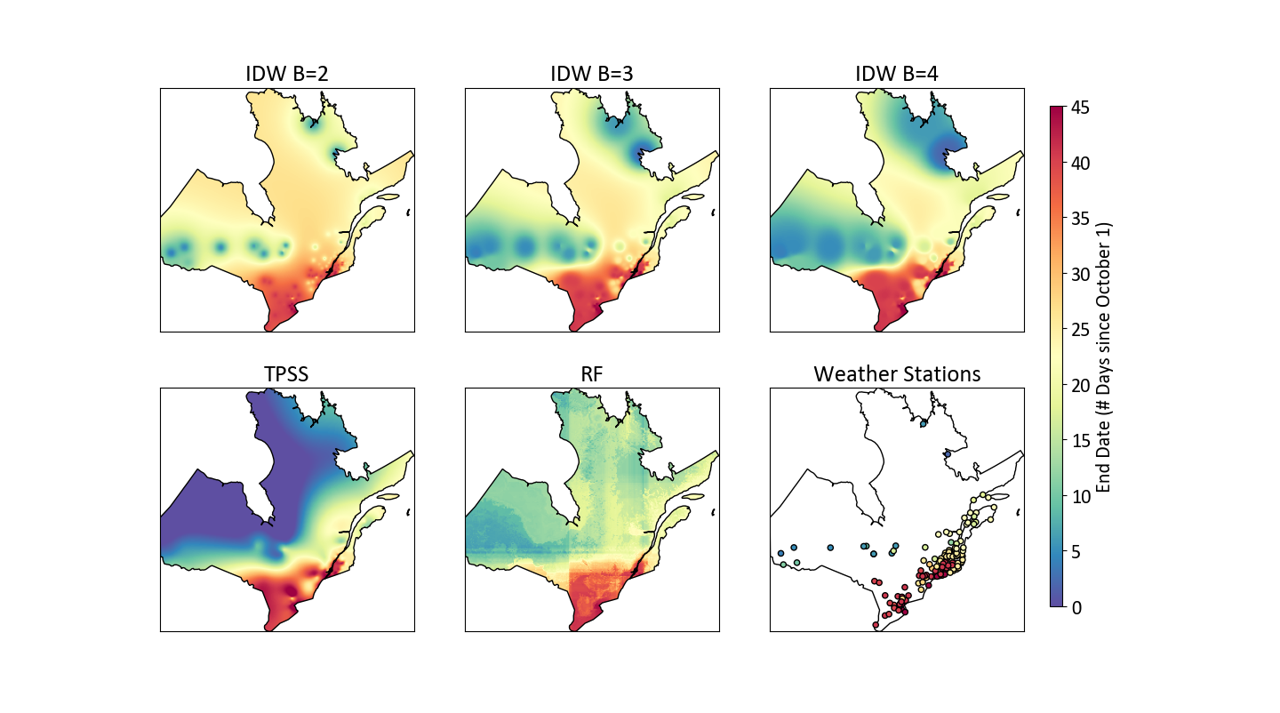 IDW B=2
IDW B=3
IDW B=4
45
40
35
30
25
20
15
10
5
0
End Date (# Days since October 1)
TPSS
RF
Weather Stations